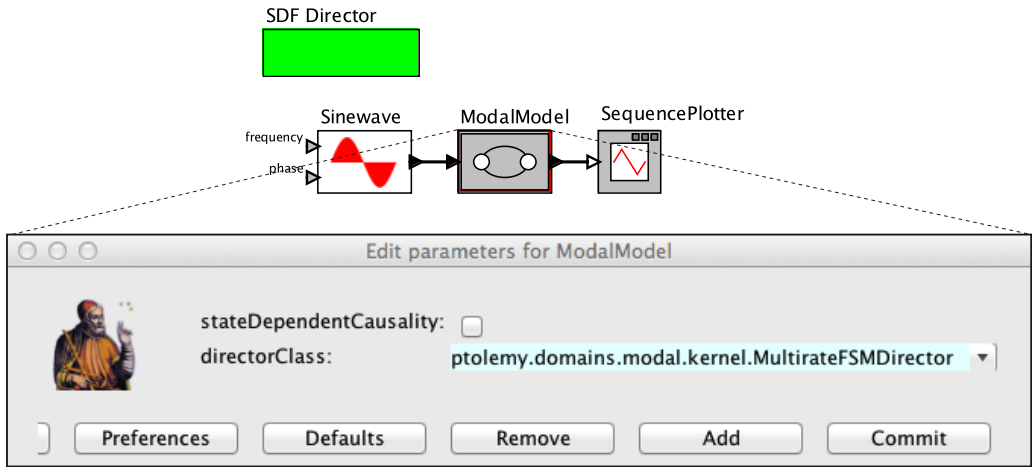 SDF Director
Sinewave
ModalModel
SequencePlotter
frequency
phase
Edit parameters for ModalModel
stateDependentCausality:
directorClass:
ptolemy.domains.modal.kernel.MultirateFSMDirector
Preferences
Defaults
Remove
Add
Commit